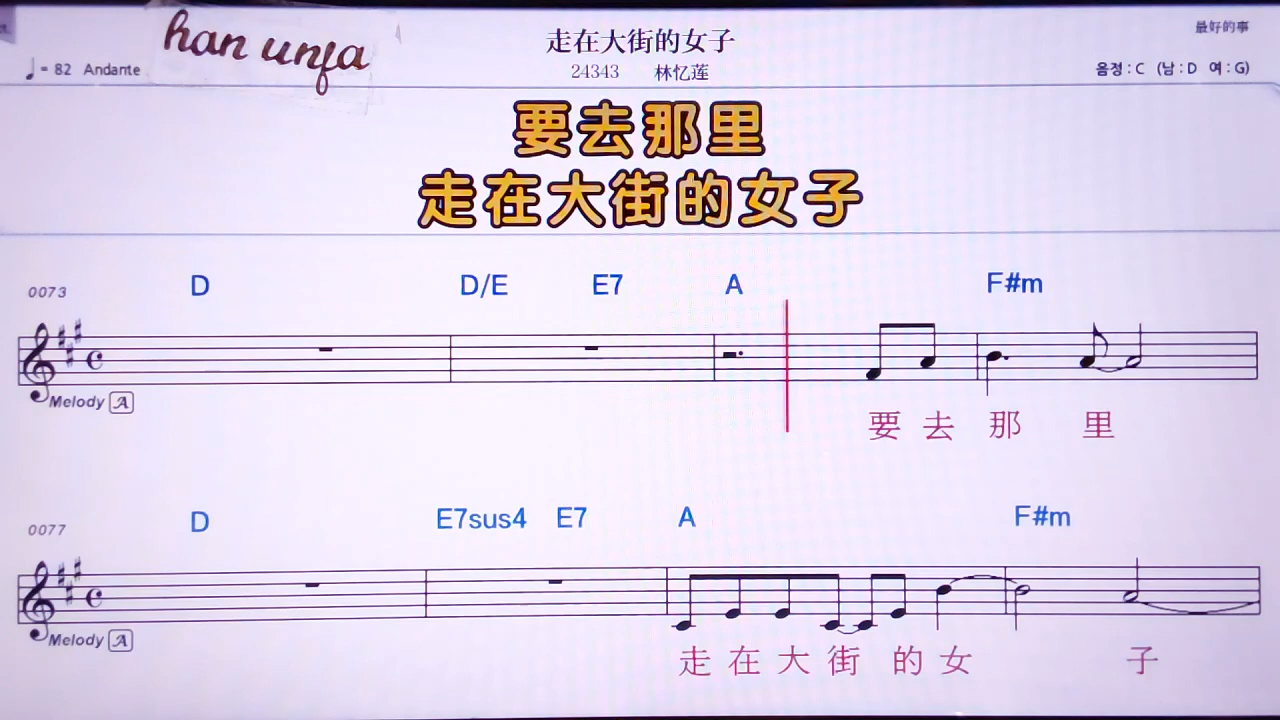 han unfa
走在大街的女子
最好的事
♩= 82 Andante
24343 林忆莲
음정 : C (남 : D 여 : G)
要去那里
走在大街的女子
0073 D D/E E7 A F#m
Melody A
要 去 那 里
0077 D E7sus4 E7 A F#m
Melody A
走 在 大 街 的 女 子